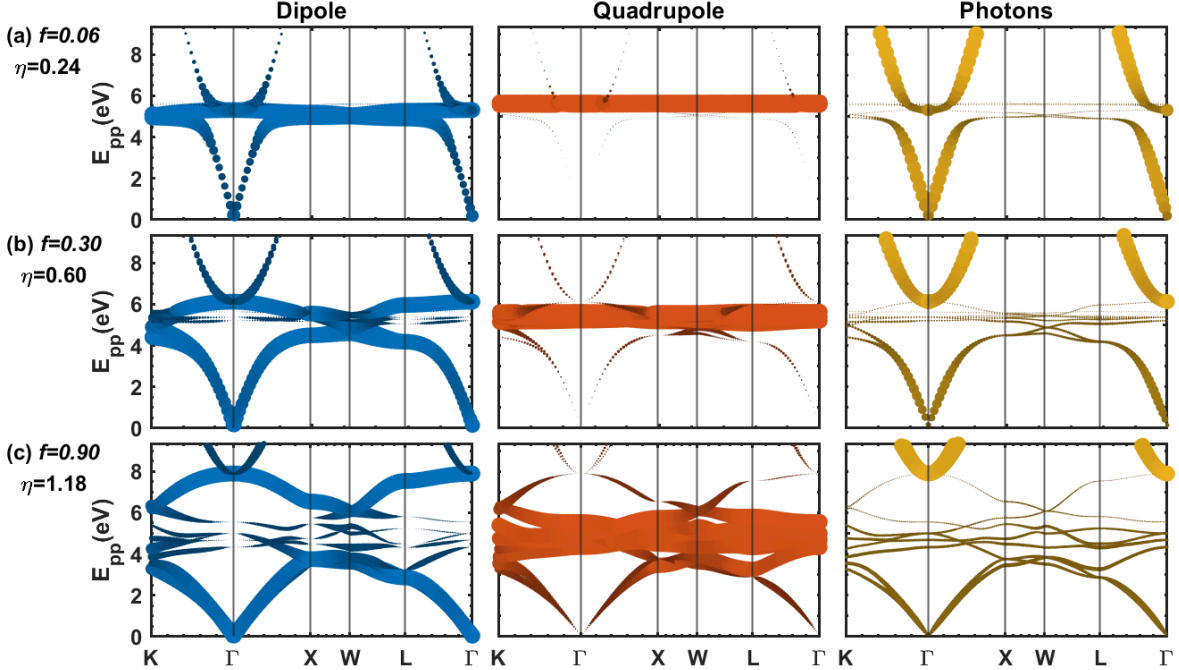 Dipole Quadrupole Photons
(a) f=0.06
η=0.24
E_pp(eV)
8
6
4
2
0
(b) f=0.30
η=0.60
E_pp(eV)
8
6
4
2
0
(c) f=0.90
η=1.18
E_pp(eV)
8
6
4
2
0
K Γ X W L Γ K Γ X W L Γ K Γ X W L Γ